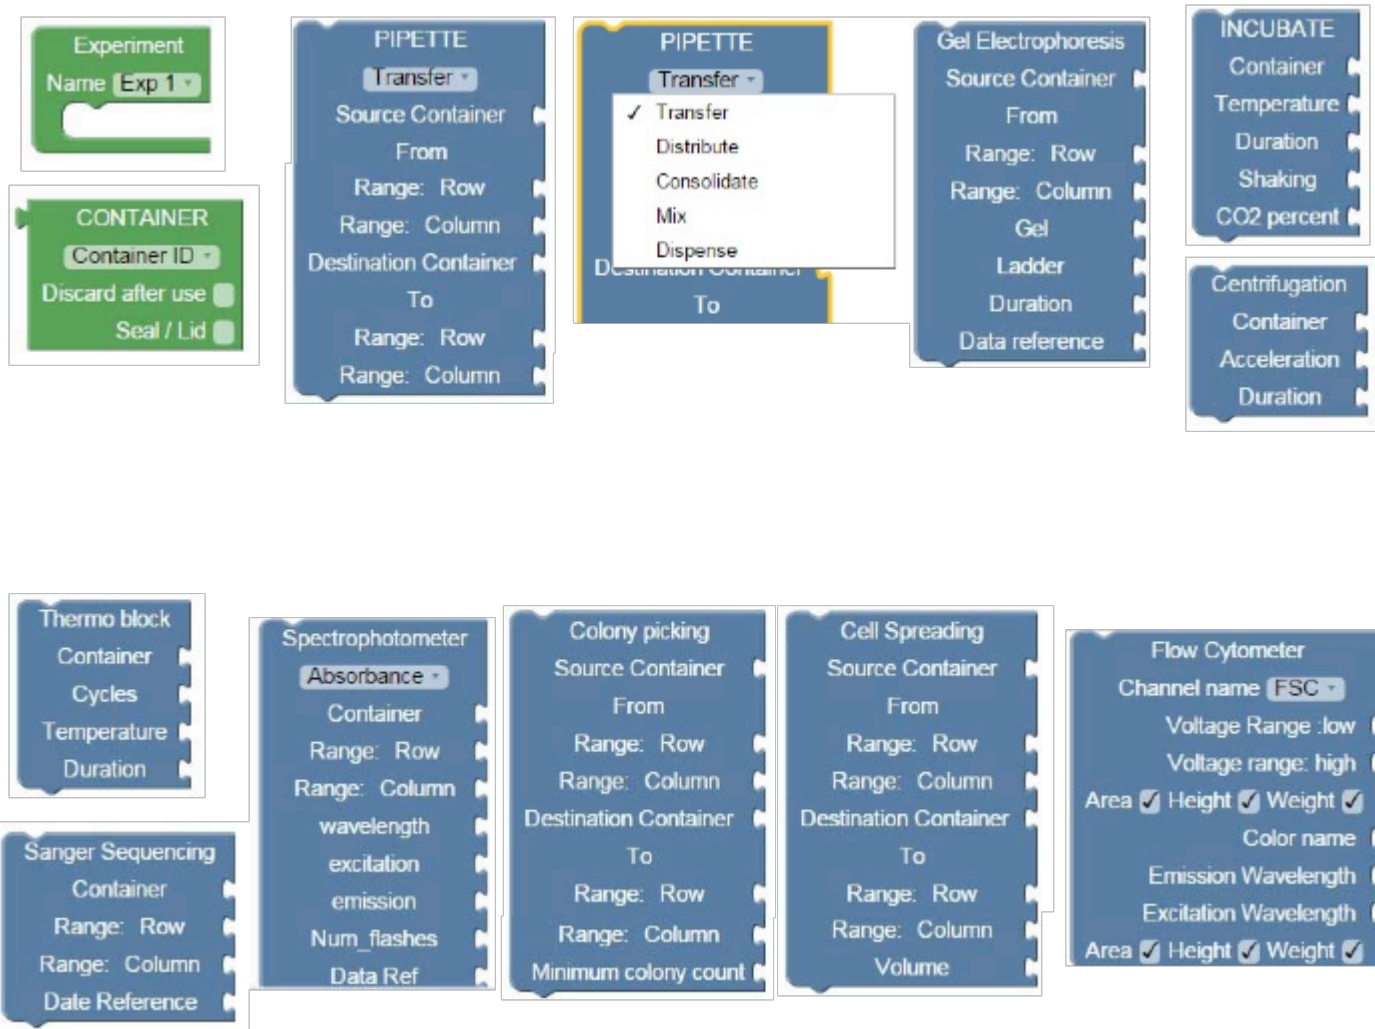 Experiment
Name Exp 1
CONTAINER
Container ID
Discard after use
Seal / Lid
PIPETTE
Transfer
Source Container
From
Range: Row
Range: Column
Destination Container
To
Range: Row
Range: Column
PIPETTE
Transfer
✓ Transfer
Distribute
Consolidate
Mix
Dispense
Destination Container
To
Gel Electrophoresis
Source Container
From
Range: Row
Range: Column
Gel
Ladder
Duration
Data reference
INCUBATE
Container
Temperature
Duration
Shaking
CO2 percent
Centrifugation
Container
Acceleration
Duration
Thermo block
Container
Cycles
Temperature
Duration
Sanger Sequencing
Container
Range: Row
Range: Column
Date Reference
Spectrophotometer
Absorbance
Container
Range: Row
Range: Column
wavelength
excitation
emission
Num_flashes
Data Ref
Colony picking
Source Container
From
Range: Row
Range: Column
Destination Container
To
Range: Row
Range: Column
Minimum colony count
Cell Spreading
Source Container
From
Range: Row
Range: Column
Destination Container
To
Range: Row
Range: Column
Volume
Flow Cytometer
Channel name FSC
Voltage Range :low
Voltage range: high
Area ✓ Height ✓ Weight ✓
Color name
Emission Wavelength
Excitation Wavelength
Area ✓ Height ✓ Weight ✓